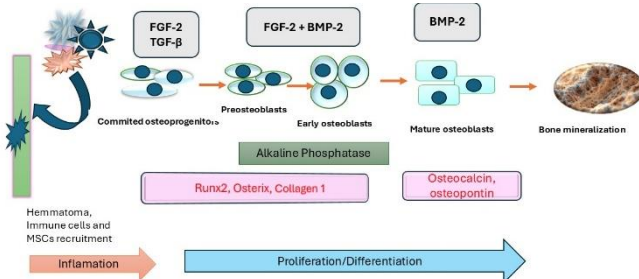 FGF-2
TGF-β
FGF-2 + BMP-2
BMP-2
Commited osteoprogenitors
Preosteoblasts
Early osteoblasts
Mature osteoblasts
Bone mineralization
Alkaline Phosphatase
Runx2, Osterix, Collagen 1
Osteocalcin,
osteopontin
Hemmatoma,
Immune cells and
MSCs recruitment
Inflamation
Proliferation/Differentiation